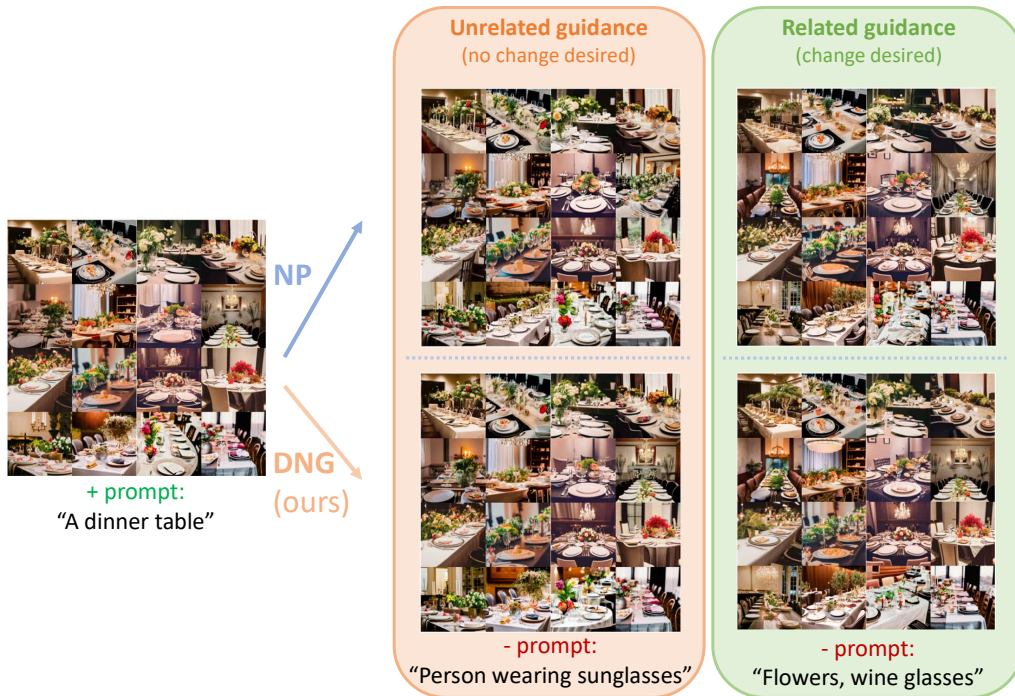 Unrelated guidance
(no change desired)
Related guidance
(change desired)
NP
DNG
(ours)
+ prompt:
“A dinner table”
- prompt:
“Person wearing sunglasses”
- prompt:
“Flowers, wine glasses”